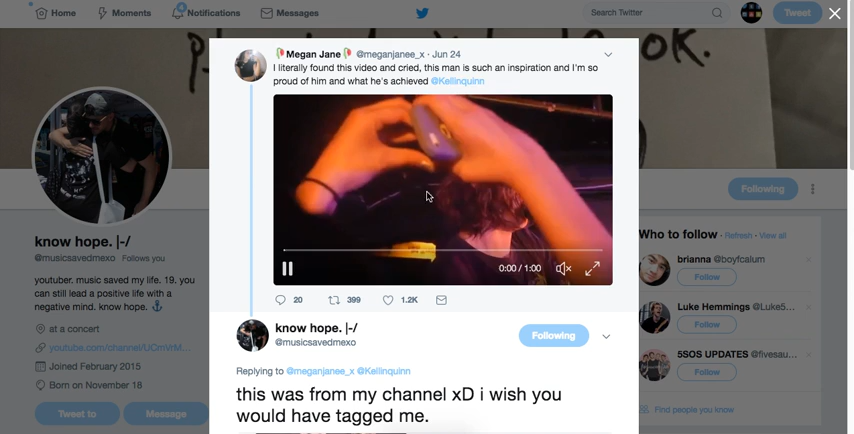 Home Moments 4 Notifications Messages Search Twitter Tweet
Megan Jane @meganjanee_x · Jun 24
I literally found this video and cried, this man is such an inspiration and I'm so
proud of him and what he's achieved @Kellinquinn
0:00 / 1:00
20 399 1.2K
know hope. |-/
@musicsavedmexo
Following
Replying to @meganjanee_x @Kellinquinn
this was from my channel xD i wish you
would have tagged me.
know hope. |-/
@musicsavedmexo Follows you
youtuber. music saved my life. 19. you
can still lead a positive life with a
negative mind. know hope.
at a concert
Joined February 2015
Born on November 18
Tweet to Message
Following
Who to follow · Refresh · View all
brianna @boyfcalum
Follow
Luke Hemmings @Luke5...
Follow
5SOS UPDATES @fivesau...
Follow
Find people you know